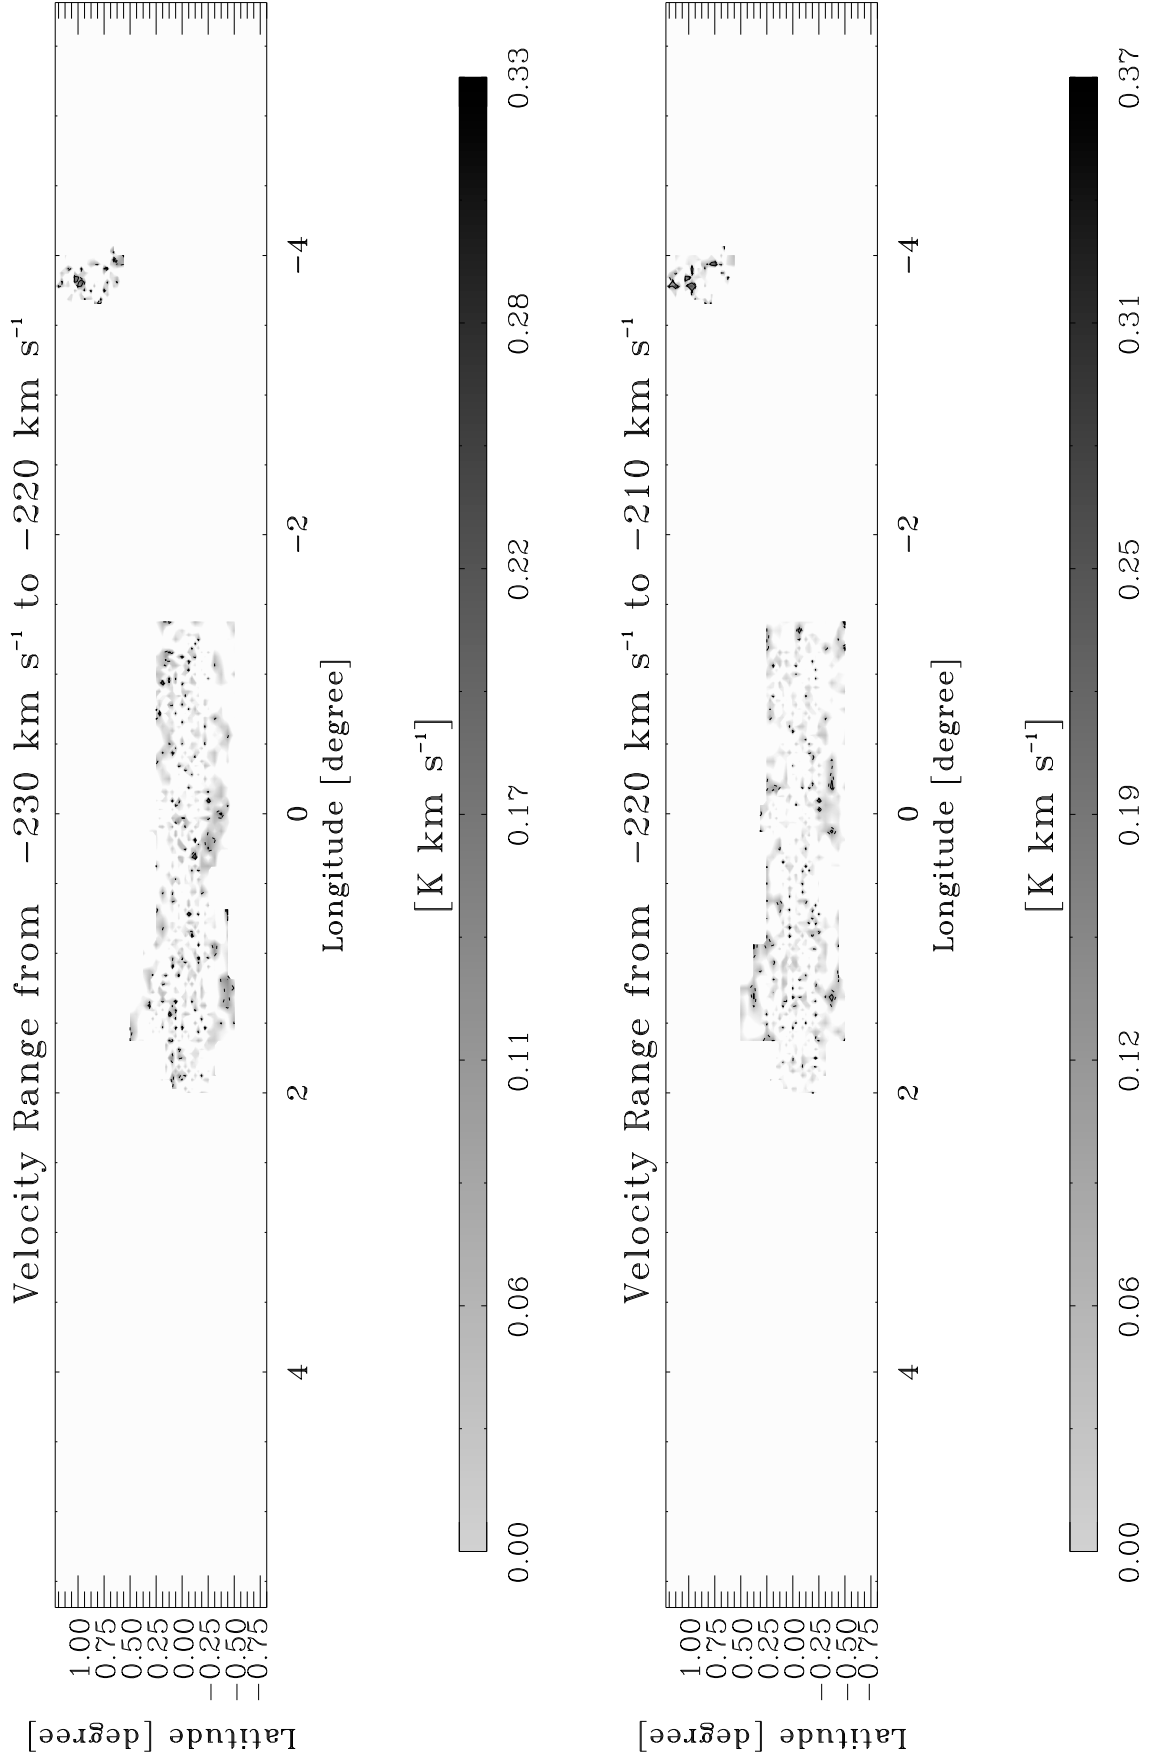 Velocity Range from −230 km s⁻¹ to −220 km s⁻¹
Latitude [degree]
1.00
0.75
0.50
0.25
0.00
−0.25
−0.50
−0.75
4 2 0 −2 −4
Longitude [degree]
[K km s⁻¹]
0.00 0.06 0.11 0.17 0.22 0.28 0.33
Velocity Range from −220 km s⁻¹ to −210 km s⁻¹
Latitude [degree]
1.00
0.75
0.50
0.25
0.00
−0.25
−0.50
−0.75
4 2 0 −2 −4
Longitude [degree]
[K km s⁻¹]
0.00 0.06 0.12 0.19 0.25 0.31 0.37